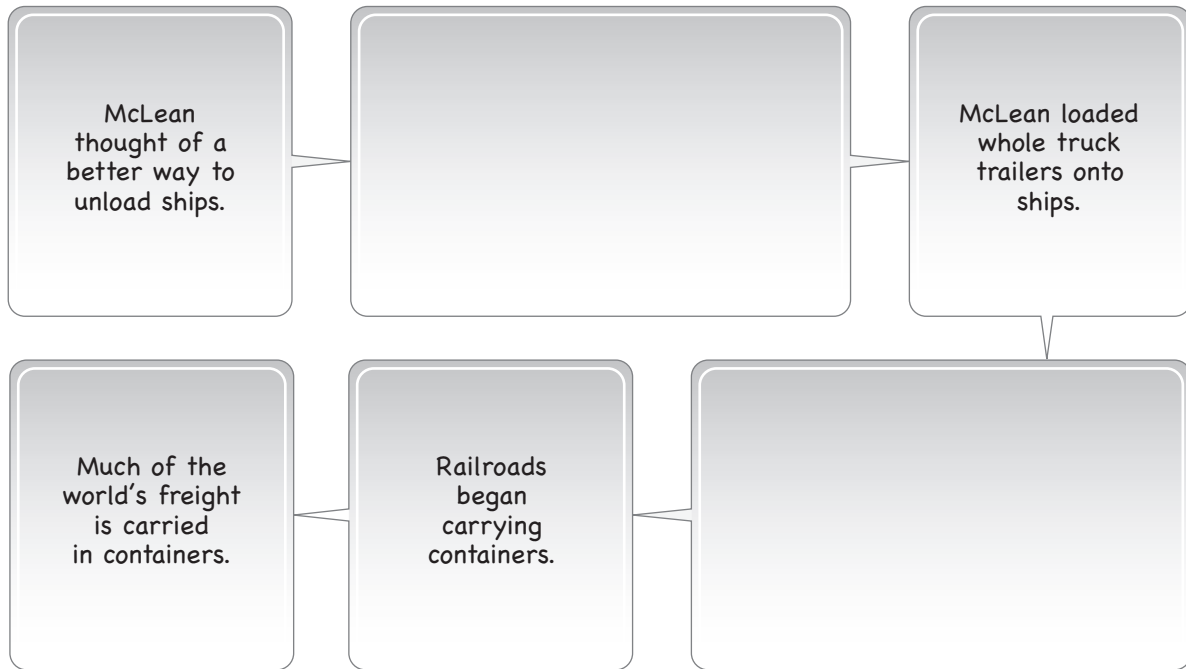 McLean
thought of a
better way to
unload ships.
McLean loaded
whole truck
trailers onto
ships.
Much of the
world's freight
is carried
in containers.
Railroads
began
carrying
containers.